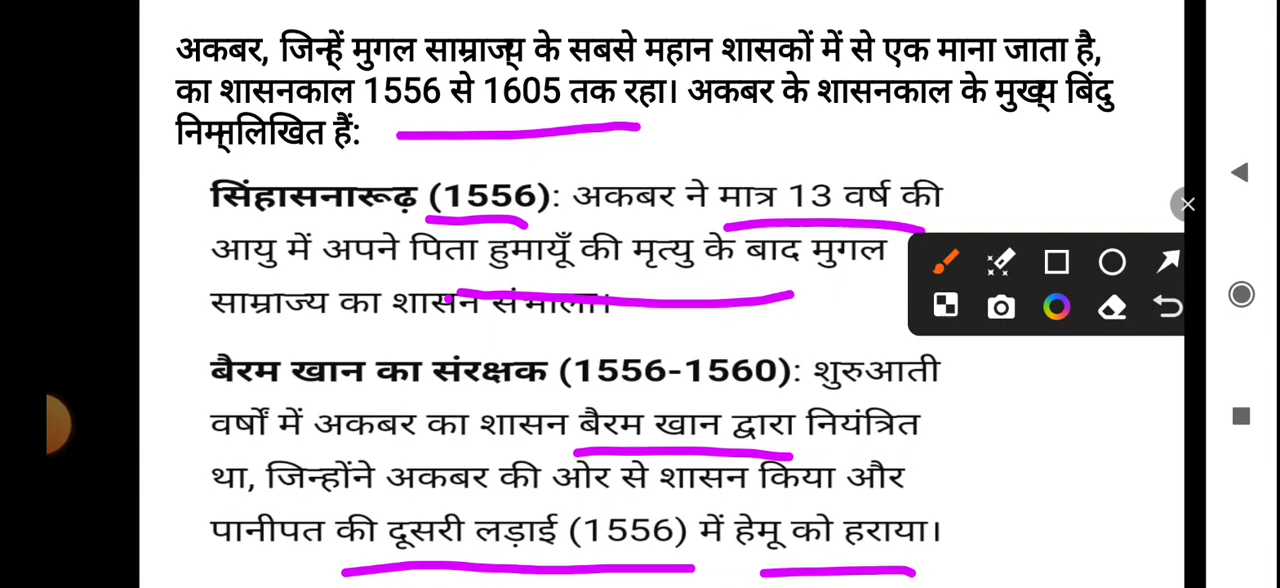 अकबर, जिन्हें मुगल साम्राज्य के सबसे महान शासकों में से एक माना जाता है,
का शासनकाल 1556 से 1605 तक रहा। अकबर के शासनकाल के मुख्य बिंदु
निम्नलिखित हैं:
सिंहासनारूढ़ (1556): अकबर ने मात्र 13 वर्ष की
आयु में अपने पिता हुमायूँ की मृत्यु के बाद मुगल
साम्राज्य का शासन संभाला।
बैरम खान का संरक्षक (1556-1560): शुरुआती
वर्षों में अकबर का शासन बैरम खान द्वारा नियंत्रित
था, जिन्होंने अकबर की ओर से शासन किया और
पानीपत की दूसरी लड़ाई (1556) में हेमू को हराया।